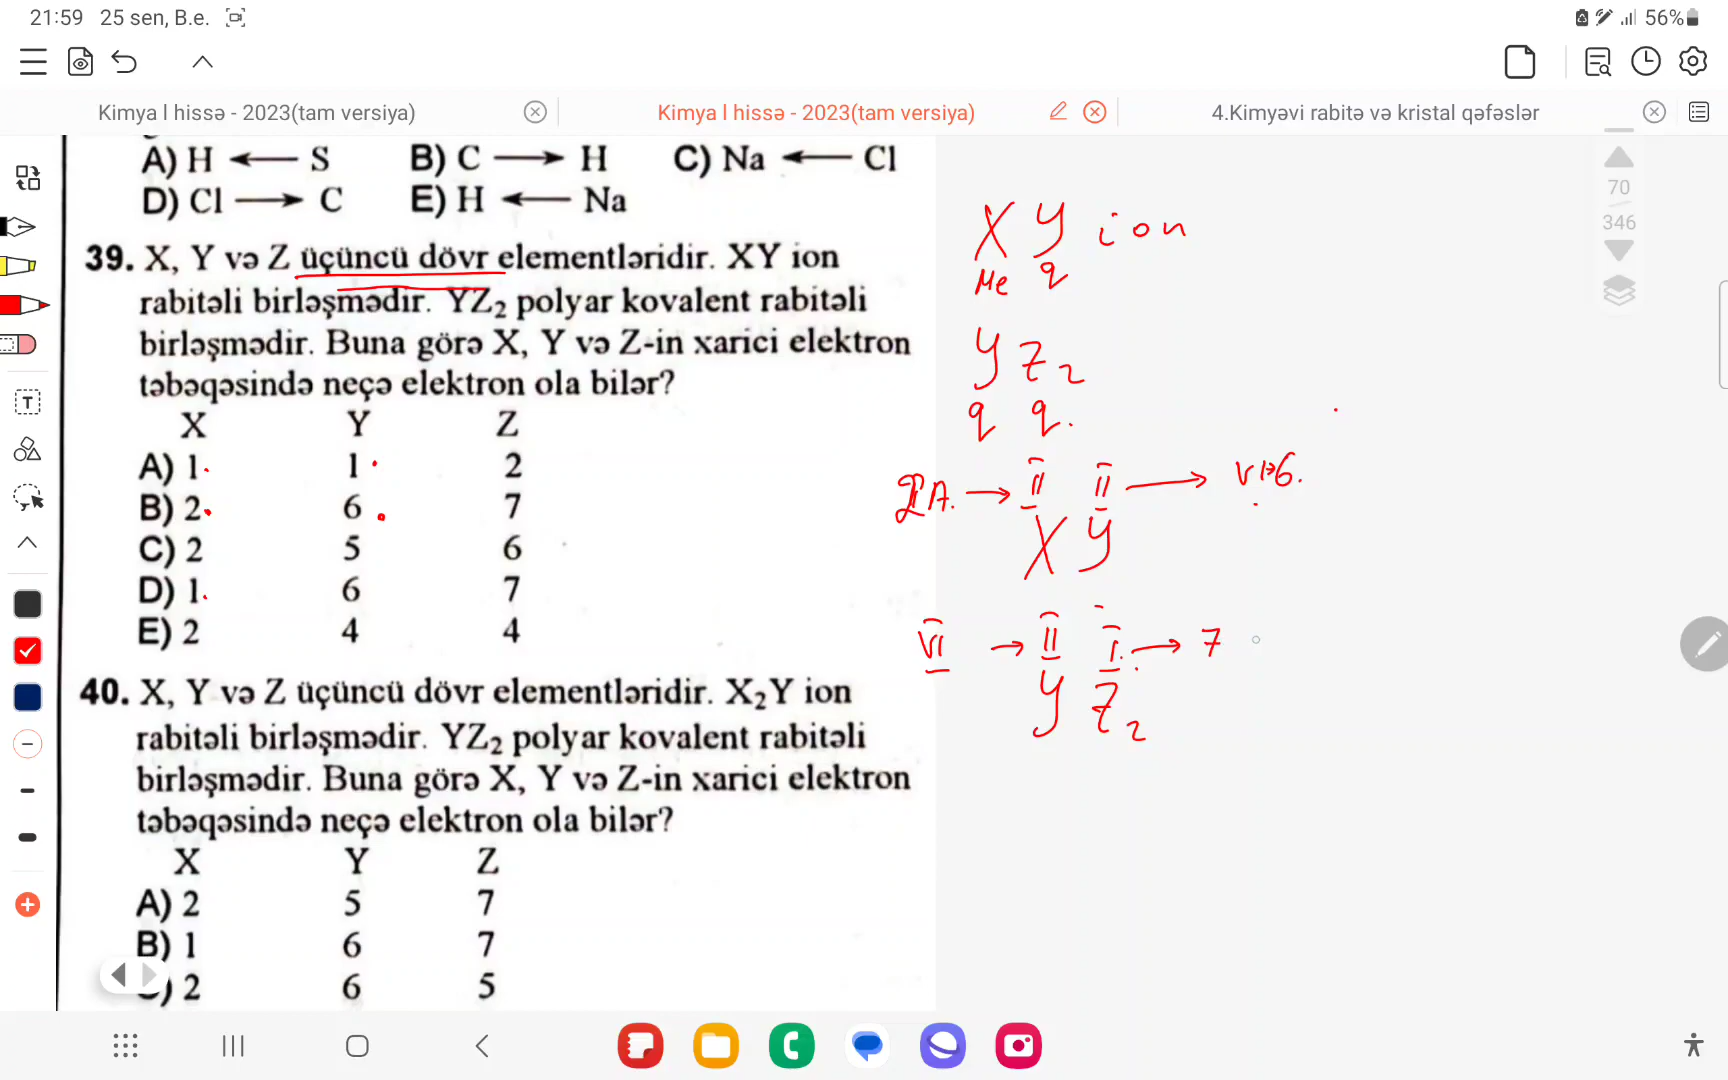 21:59 25 sen, B.e. 56%
Kimya l hissə - 2023(tam versiya) Kimya l hissə - 2023(tam versiya) 4.Kimyəvi rabitə və kristal qəfəslər
70
346
A) H ← S B) C → H C) Na ← Cl
D) Cl → C E) H ← Na
39. X, Y və Z üçüncü dövr elementləridir. XY ion
rabitəli birləşmədir. YZ₂ polyar kovalent rabitəli
birləşmədir. Buna görə X, Y və Z-in xarici elektron
təbəqəsində neçə elektron ola bilər?
X Y Z
A) 1 1 2
B) 2 6 7
C) 2 5 6
D) 1 6 7
E) 2 4 4
40. X, Y və Z üçüncü dövr elementləridir. X₂Y ion
rabitəli birləşmədir. YZ₂ polyar kovalent rabitəli
birləşmədir. Buna görə X, Y və Z-in xarici elektron
təbəqəsində neçə elektron ola bilər?
X Y Z
A) 2 5 7
B) 1 6 7
) 2 6 5
X Y ion
Me q
Y Z₂
q q.
A. → II II → 6.
X Y
VI → II I. → 7
Y Z₂
T